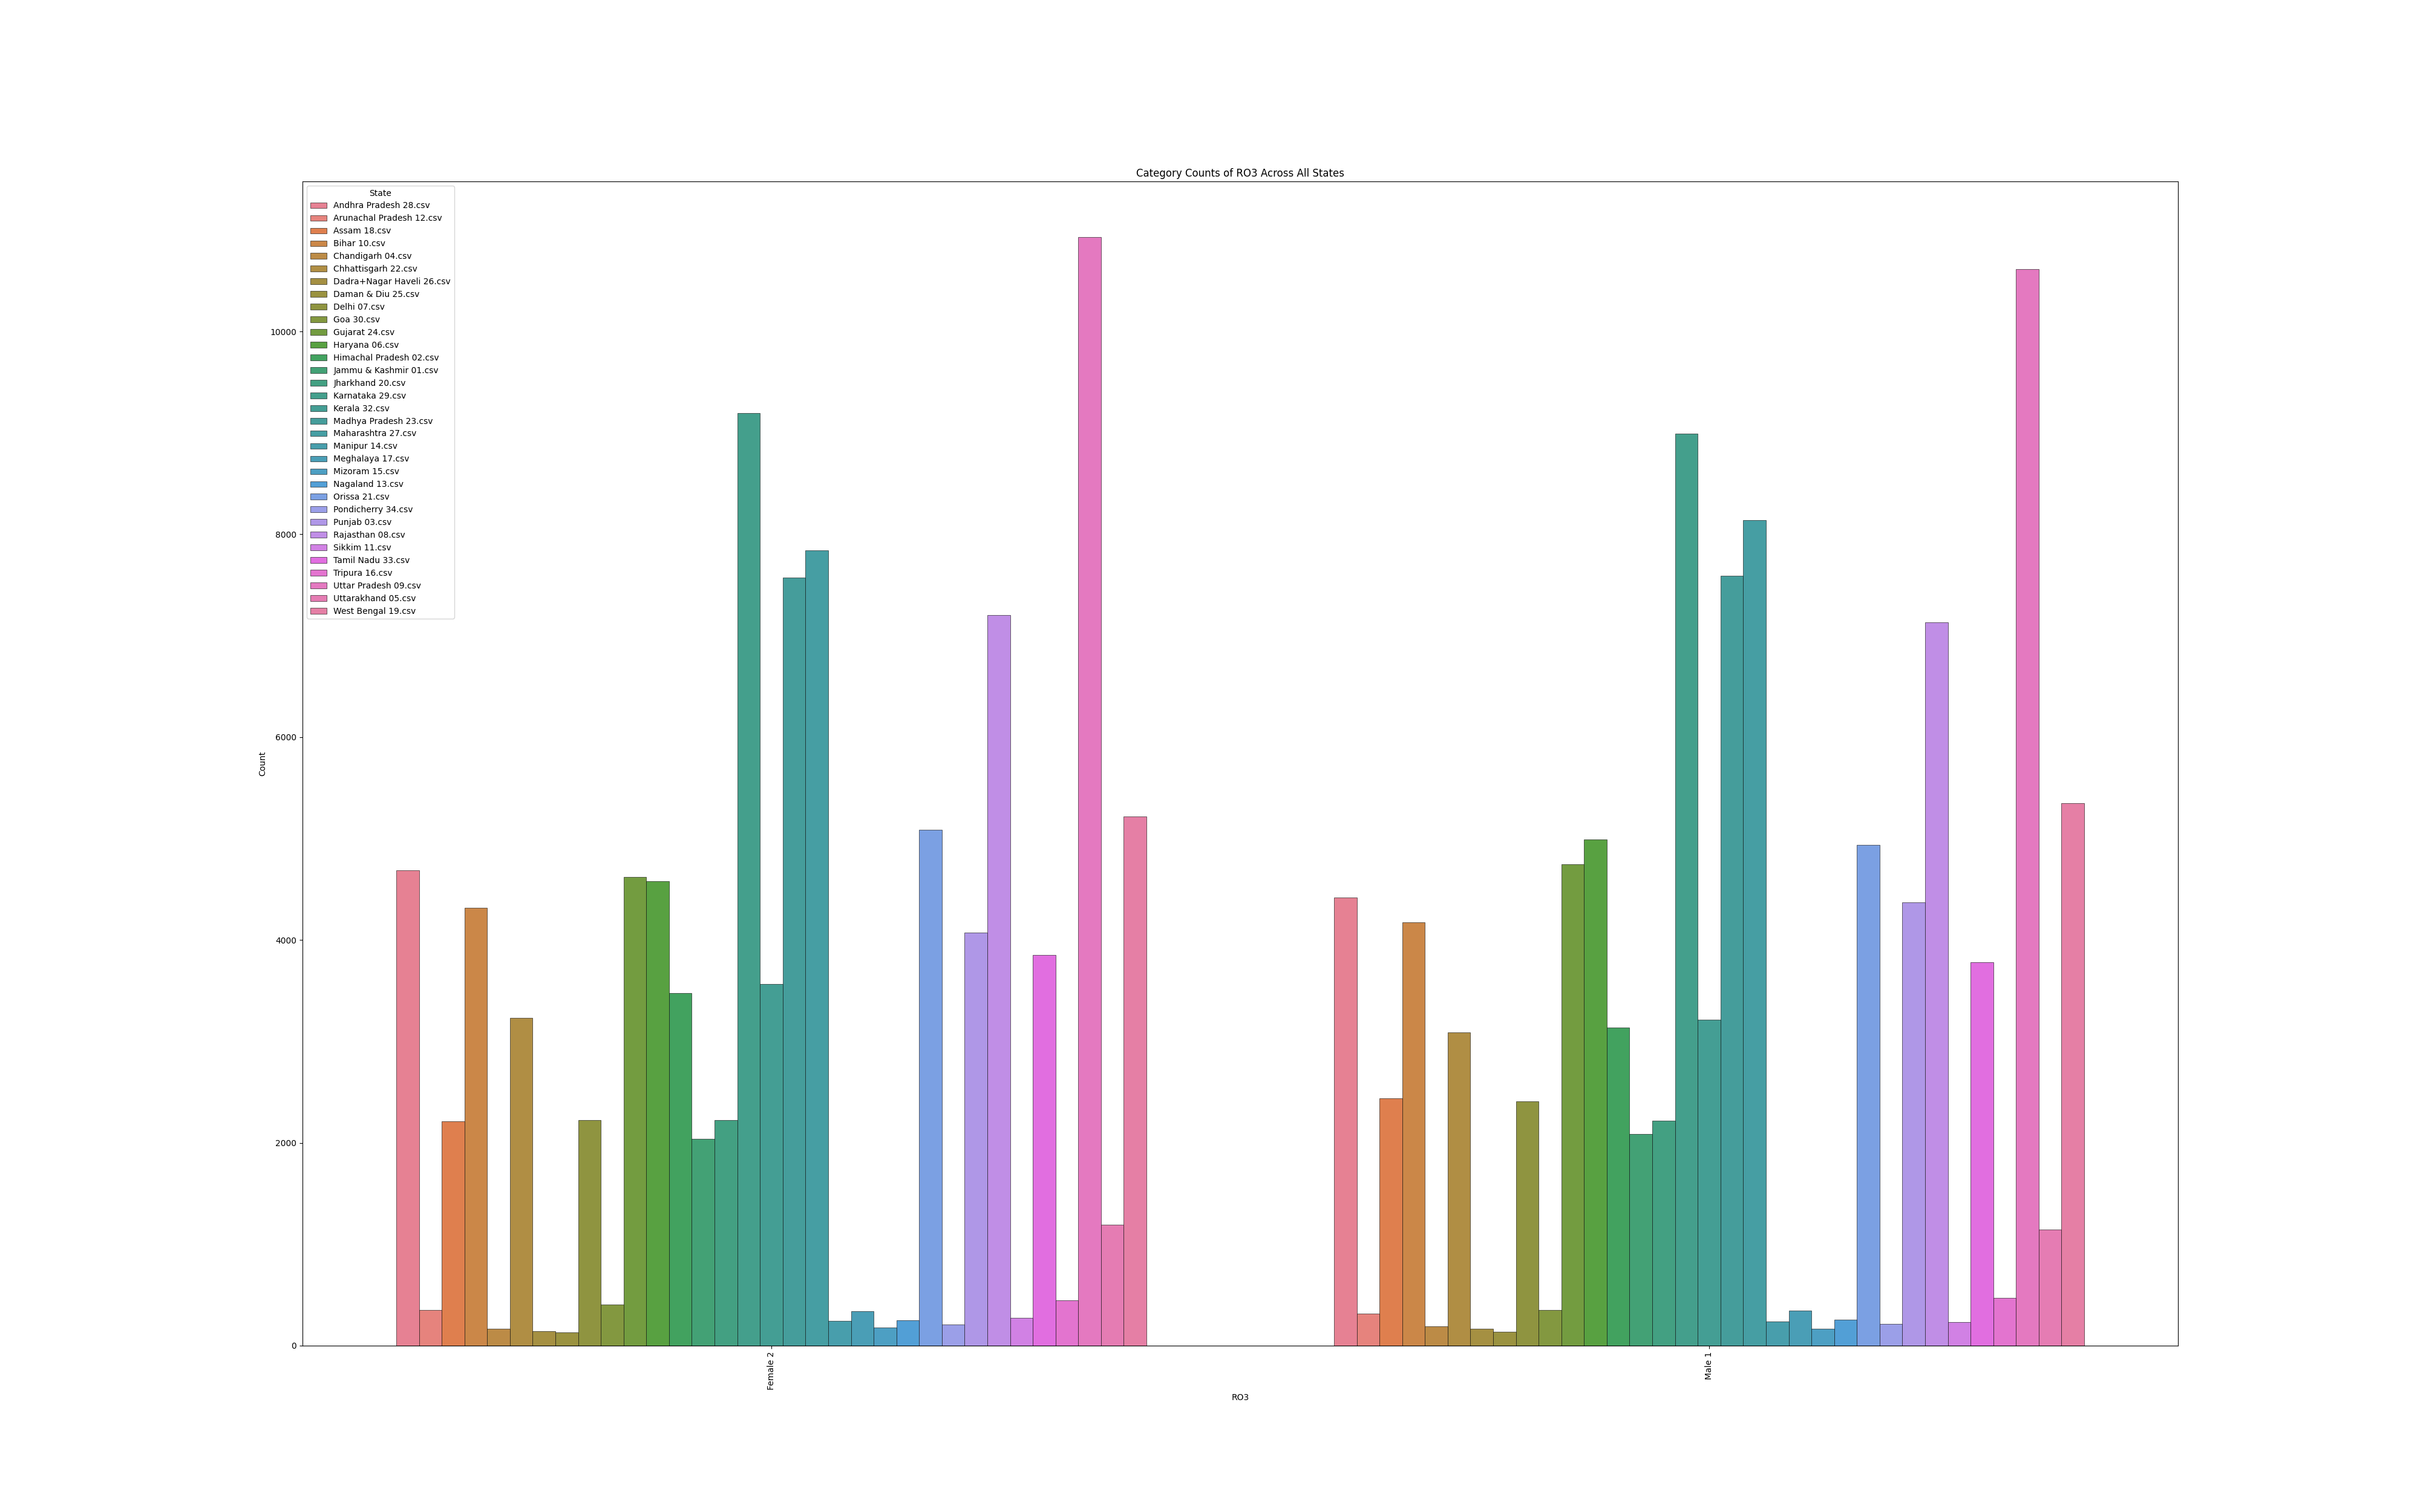 Category Counts of RO3 Across All States
State
Andhra Pradesh 28.csv
Arunachal Pradesh 12.csv
Assam 18.csv
Bihar 10.csv
Chandigarh 04.csv
Chhattisgarh 22.csv
Dadra+Nagar Haveli 26.csv
Daman & Diu 25.csv
Delhi 07.csv
Goa 30.csv
Gujarat 24.csv
Haryana 06.csv
Himachal Pradesh 02.csv
Jammu & Kashmir 01.csv
Jharkhand 20.csv
Karnataka 29.csv
Kerala 32.csv
Madhya Pradesh 23.csv
Maharashtra 27.csv
Manipur 14.csv
Meghalaya 17.csv
Mizoram 15.csv
Nagaland 13.csv
Orissa 21.csv
Pondicherry 34.csv
Punjab 03.csv
Rajasthan 08.csv
Sikkim 11.csv
Tamil Nadu 33.csv
Tripura 16.csv
Uttar Pradesh 09.csv
Uttarakhand 05.csv
West Bengal 19.csv
10000
8000
6000
4000
2000
0
Count
Female 2
Male 1
RO3